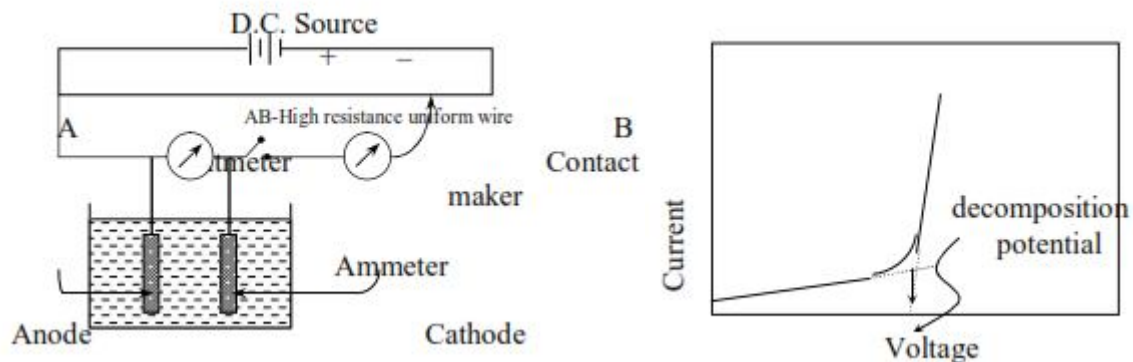 D.C. Source
+ −
AB-High resistance uniform wire
A
B
tmeter
Contact
maker
Ammeter
Anode
Cathode
Current
decomposition
potential
Voltage